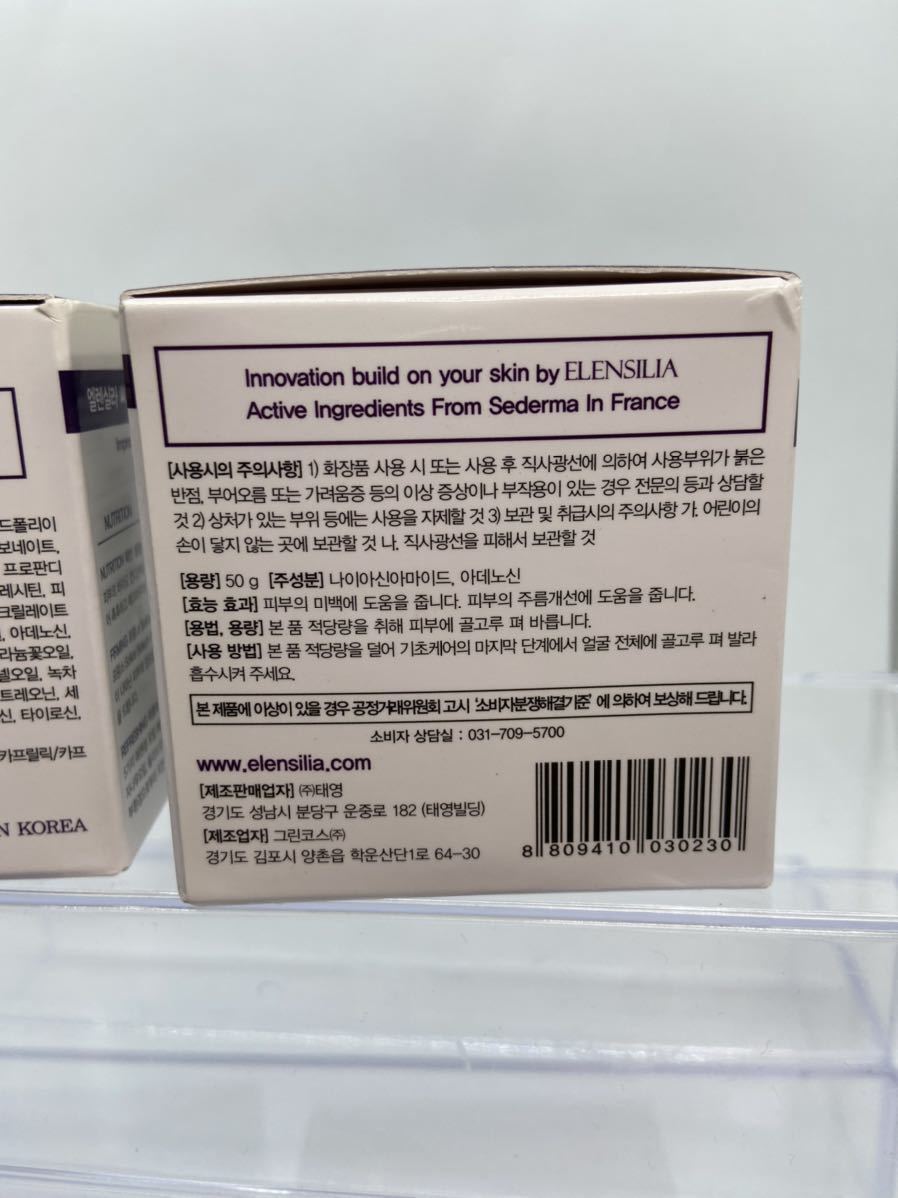 Innovation build on your skin by ELENSILIA
Active Ingredients From Sederma In France
[사용시의 주의사항] 1) 화장품 사용 시 또는 사용 후 직사광선에 의하여 사용부위가 붉은
반점, 부어오름 또는 가려움증 등의 이상 증상이나 부작용이 있는 경우 전문의 등과 상담할
것 2) 상처가 있는 부위 등에는 사용을 자제할 것 3) 보관 및 취급시의 주의사항 가. 어린이의
손이 닿지 않는 곳에 보관할 것 나. 직사광선을 피해서 보관할 것
[용량] 50 g [주성분] 나이아신아마이드, 아데노신
[효능 효과] 피부의 미백에 도움을 줍니다. 피부의 주름개선에 도움을 줍니다.
[용법, 용량] 본 품 적당량을 취해 피부에 골고루 펴 바릅니다.
[사용 방법] 본 품 적당량을 덜어 기초케어의 마지막 단계에서 얼굴 전체에 골고루 펴 발라
흡수시켜 주세요.
본 제품에 이상이 있을 경우 공정거래위원회 고시 '소비자분쟁해결기준' 에 의하여 보상해 드립니다.
소비자 상담실 : 031-709-5700
www.elensilia.com
[제조판매업자] ㈜태영
경기도 성남시 분당구 운중로 182 (태영빌딩)
[제조업자] 그린코스㈜
경기도 김포시 양촌읍 학운산단1로 64-30
8 809410 030230
엘렌실라
NUTRITION
드폴리이
보네이트,
프로판디
레시틴, 피
크릴레이트
아데노신,
라늄꽃오일,
벨오일, 녹차
트레오닌, 세
신, 타이로신,
카프릴릭/카프
N KOREA